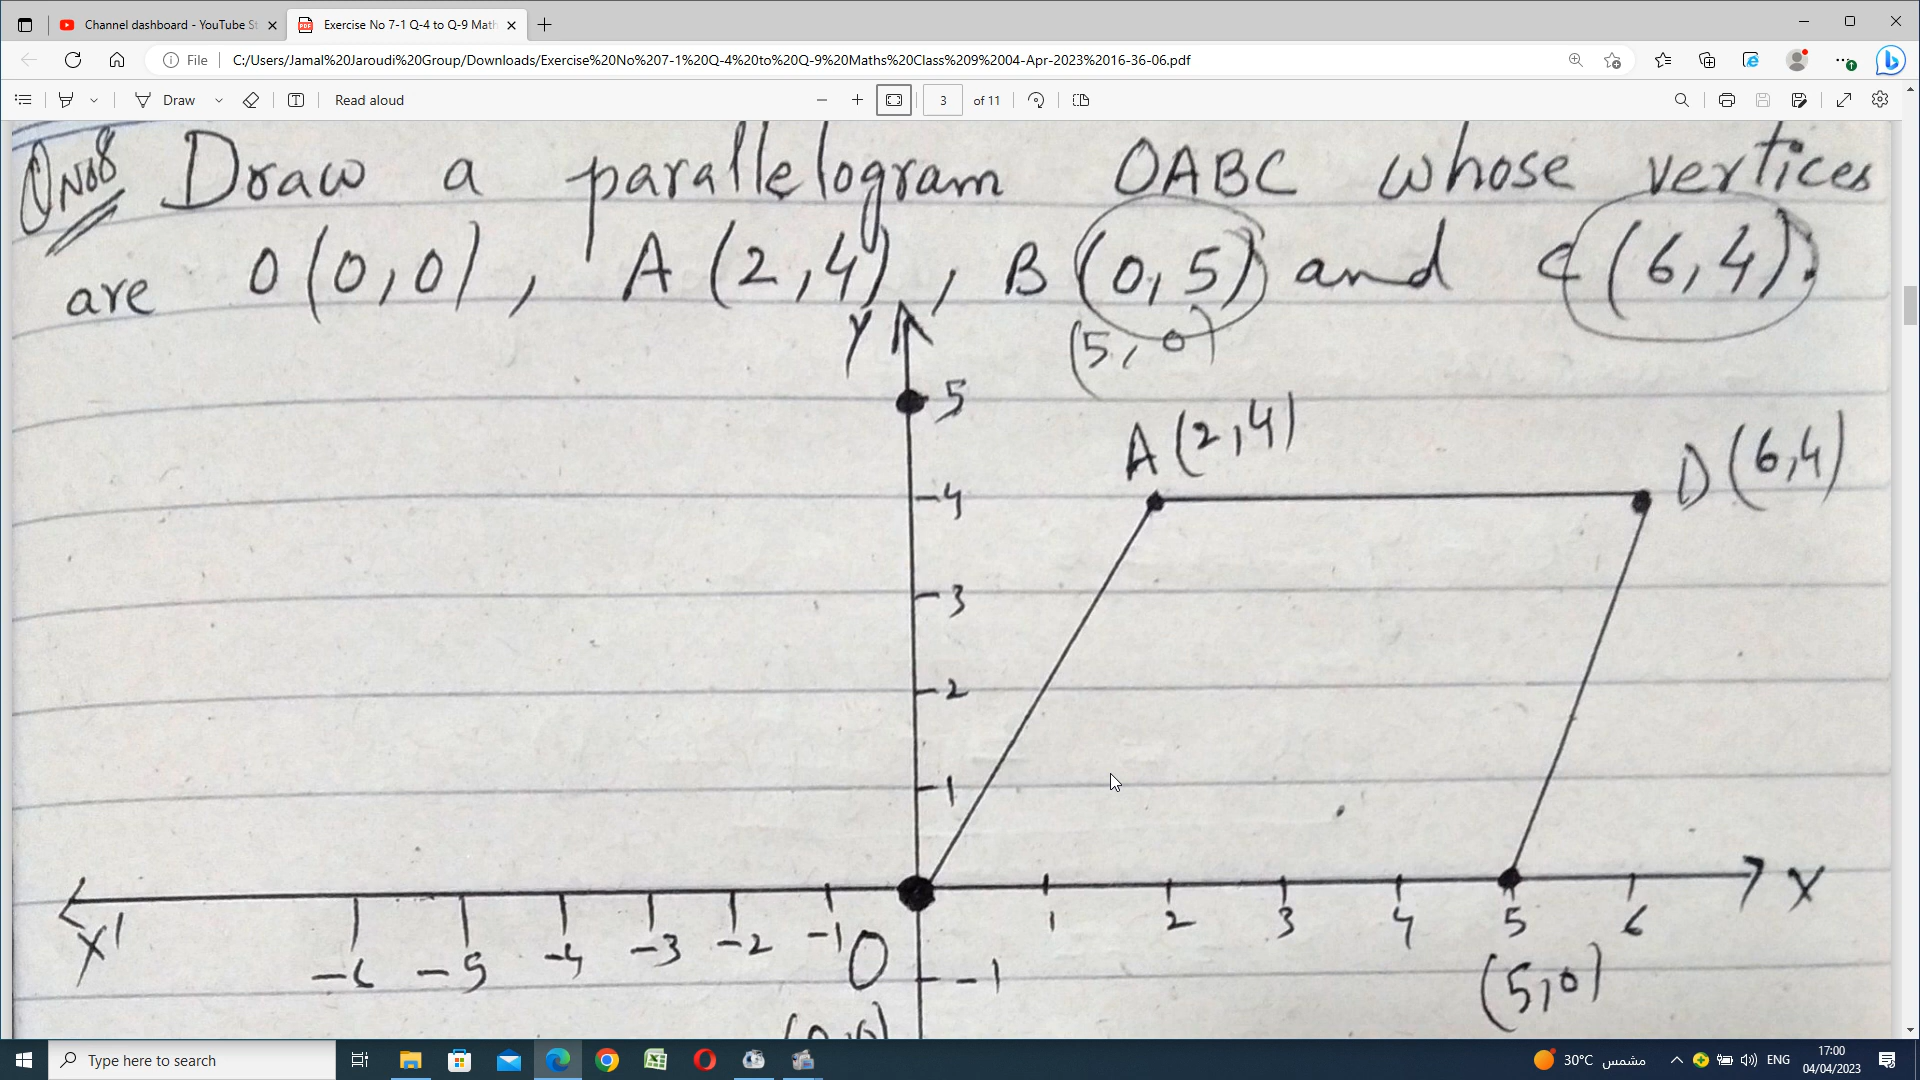 Channel dashboard - YouTube St
Exercise No 7-1 Q-4 to Q-9 Math
File C:/Users/Jamal%20Jaroudi%20Group/Downloads/Exercise%20No%207-1%20Q-4%20to%20Q-9%20Maths%20Class%209%2004-Apr-2023%2016-36-06.pdf
Draw Read aloud 3 of 11
QNo8 Draw a parallelogram OABC whose vertices
are O(0,0), A(2,4), B(0,5) and C(6,4).
(5,0)
Y
5
A(2,4)
D(6,4)
4
3
2
1
X' -6 -5 -4 -3 -2 -1 O 1 2 3 4 5 6 X
-1
(5,0)
(0,0)
Type here to search
30°C مشمس
ENG
17:00
04/04/2023